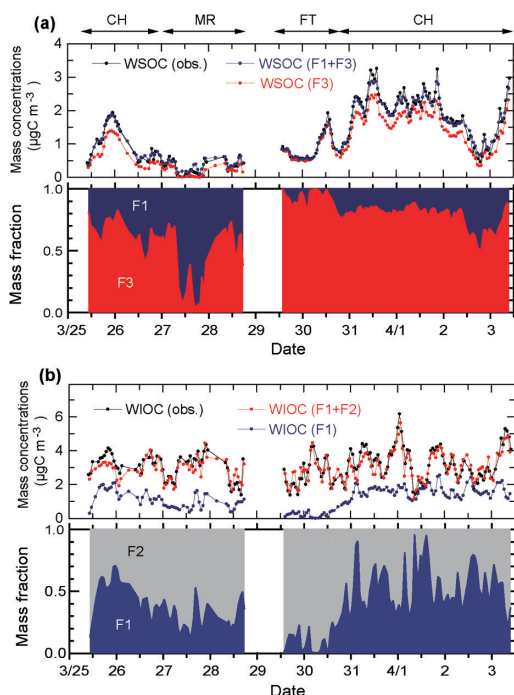 (a)
CH MR FT CH
WSOC (obs.) WSOC (F1+F3)
WSOC (F3)
Mass concentrations
(μgC m⁻³)
4
3
2
1
0
F1
F3
Mass fraction
1.0
0.5
0.0
3/25 26 27 28 29 30 31 4/1 2 3
Date
(b)
WIOC (obs.) WIOC (F1+F2)
WIOC (F1)
Mass concentrations
(μgC m⁻³)
8
6
4
2
0
F2
F1
Mass fraction
1.0
0.5
0.0
3/25 26 27 28 29 30 31 4/1 2 3
Date